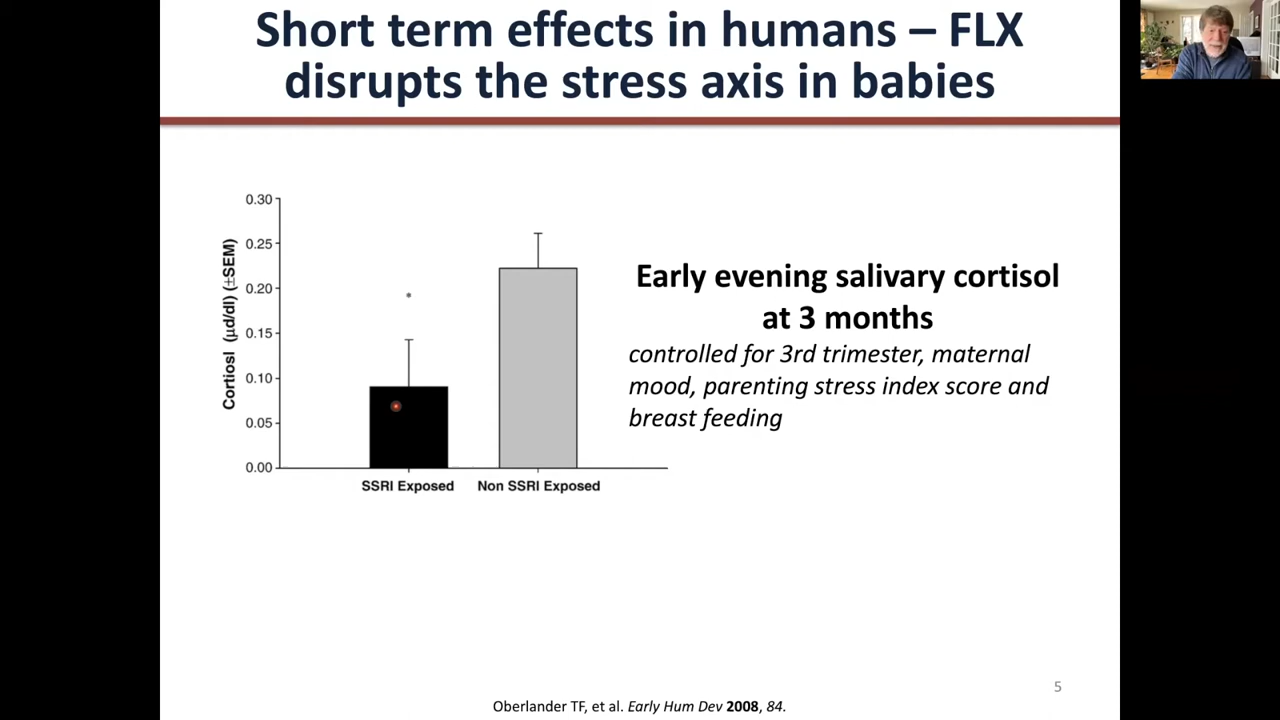 Short term effects in humans – FLX
disrupts the stress axis in babies
0.30
0.25
0.20
0.15
0.10
0.05
0.00
Cortiosl (µd/dl) (±SEM)
*
SSRI Exposed
Non SSRI Exposed
Early evening salivary cortisol
at 3 months
controlled for 3rd trimester, maternal
mood, parenting stress index score and
breast feeding
5
Oberlander TF, et al. Early Hum Dev 2008, 84.